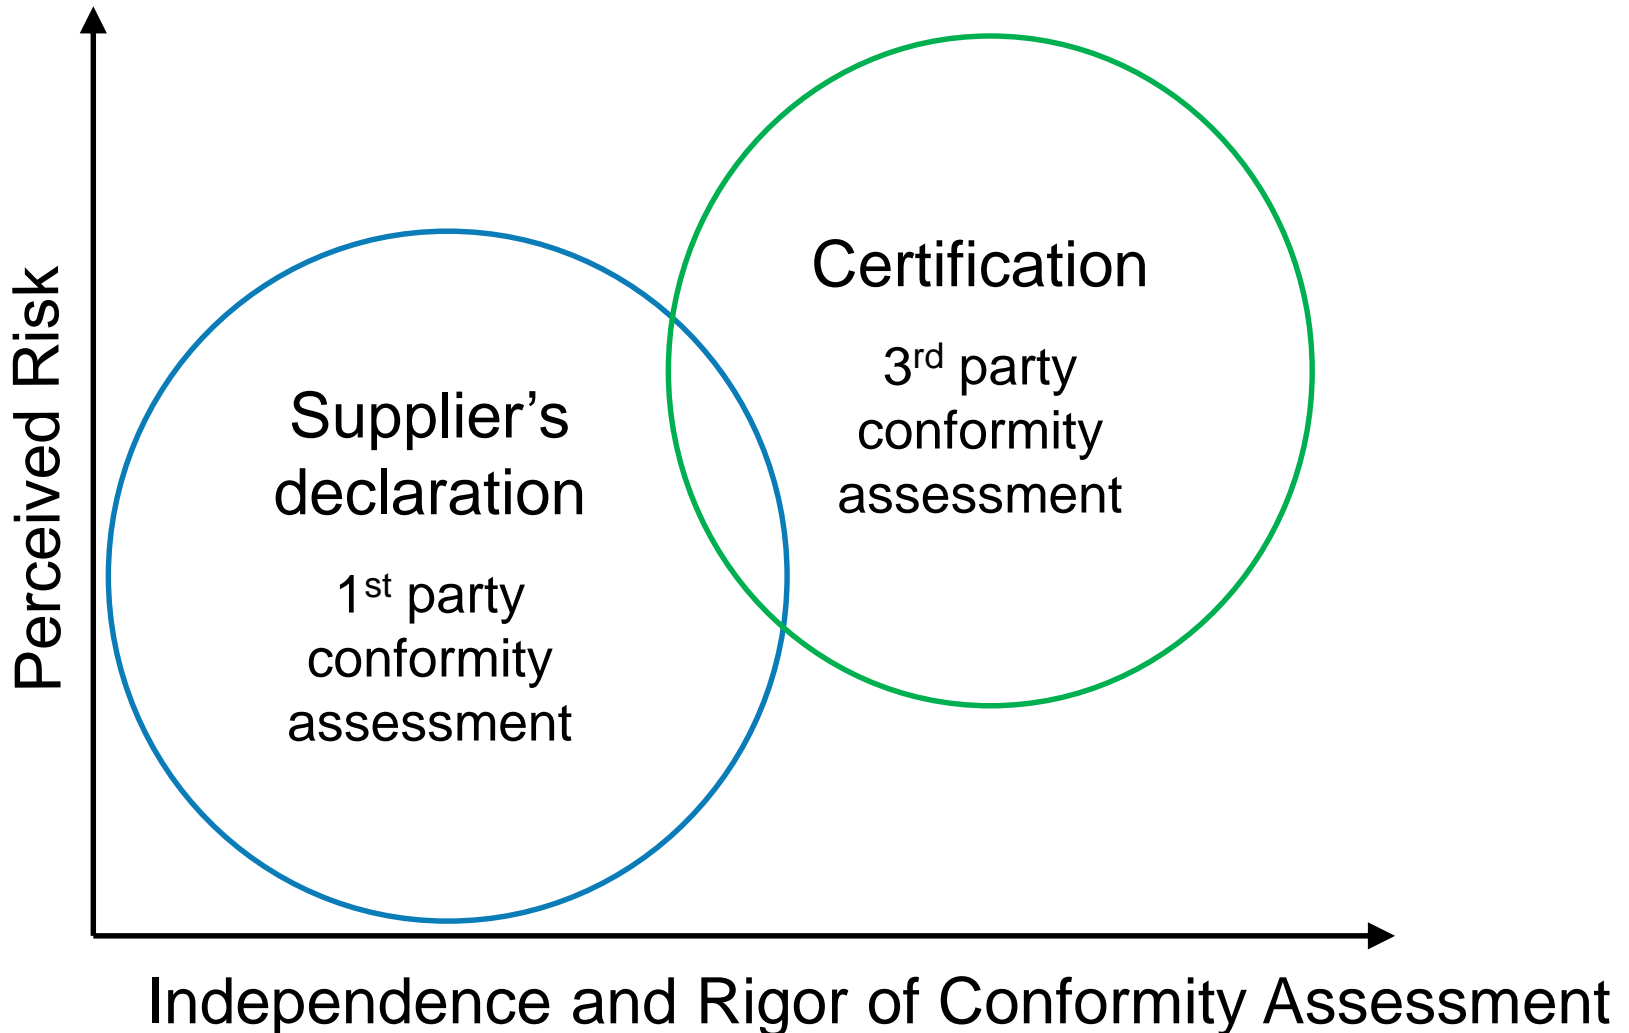 Perceived Risk
Supplier’s
declaration
1st party
conformity
assessment
Certification
3rd party
conformity
assessment
Independence and Rigor of Conformity Assessment